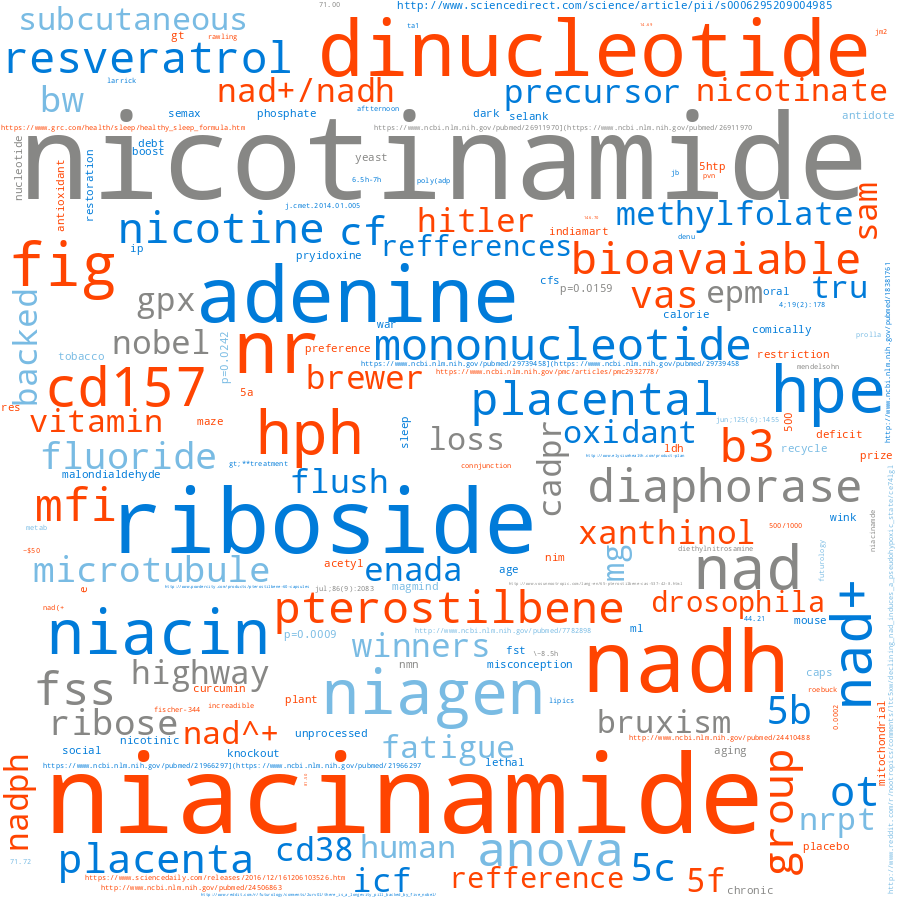 71.00
http://www.sciencedirect.com/science/article/pii/s0006295209004985
subcutaneous
gt
rawling
tal
14.69
dinucleotide
jm2
resveratrol
larrick
nad+/nadh
precursor
nicotinate
bw
semax
phosphate
afternoon
dark
selank
antidote
https://www.grc.com/health/sleep/healthy_sleep_formula.htm
https://www.ncbi.nlm.nih.gov/pubmed/26911970](https://www.ncbi.nlm.nih.gov/pubmed/26911970
nucleotide
debt
boost
nicotinamide
yeast
antioxidant
restoration
6.5h-7h
poly(adp
jb
5htp
pvn
j.cmet.2014.01.005
nicotine
cf
hitler
indiamart
methylfolate
sam
ip
pryidoxine
refferences
denu
fig
gpx
adenine
cfs
p=0.0159
bioavaiable
vas
epm
oral
4;19(2):178
tru
http://www.ncbi.nlm.nih.gov/pubmed/18381761
backed
nobel
p=0.0242
nr
war
calorie
comically
prolla
tobacco
preference
mononucleotide
restriction
https://www.ncbi.nlm.nih.gov/pubmed/29739458](https://www.ncbi.nlm.nih.gov/pubmed/29739458
mendelsohn
cd157
5a
brewer
https://www.ncbi.nlm.nih.gov/pmc/articles/pmc2932778/
placental
hpe
res
vitamin
maze
hph
sleep
loss
cadpr
oxidant
jun;125(6):1455
500
deficit
b3
ldh
recycle
prize
fluoride
malondialdehyde
gt;**treatment
connjunction
flush
diaphorase
mfi
riboside
xanthinol
500/1000
wink
niacinamde
metab
~$50
microtubule
acetyl
enada
age
nim
diethylnitrosamine
mg
nad
futurology
magmind
jul;86(9):2083
e
nad(+
pterostilbene
drosophila
44.21
mouse
nad+
niacin
p=0.0009
http://www.ncbi.nlm.nih.gov/pubmed/7782898
ml
winners
fst
\~8.5h
misconception
nmn
nadh
caps
roebuck
fss
highway
curcumin
plant
niagen
lipics
5b
0.0002
fischer-344
increadible
ribose
nicotinic
nad^+
unprocessed
bruxism
http://www.ncbi.nlm.nih.gov/pubmed/24410488
mitochondrial
social
knockout
fatigue
lethal
aging
https://www.ncbi.nlm.nih.gov/pubmed/21966297](https://www.ncbi.nlm.nih.gov/pubmed/21966297
nadph
niacinamide
group
ot
nrpt
placebo
71.72
placenta
cd38
human
anova
5c
5f
chronic
https://www.sciencedaily.com/releases/2016/12/161206103526.htm
icf
refference
http://www.ncbi.nlm.nih.gov/pubmed/24506863